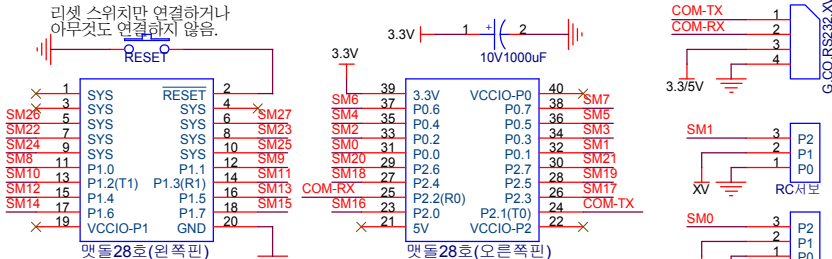 리셋 스위치만 연결하거나
아무것도 연결하지 않음.
RESET
1 SYS RESET 2
3 SYS SYS 4
SM26 5 SYS SYS 6 SM27
SM22 7 SYS SYS 8 SM23
SM24 9 SYS SYS 10 SM25
SM8 11 P1.0 P1.1 12 SM9
SM10 13 P1.2(T1) P1.3(R1) 14 SM11
SM12 15 P1.4 P1.5 16 SM13
SM14 17 P1.6 P1.7 18 SM15
19 VCCIO-P1 GND 20
맷돌28호(왼쪽핀)
3.3V 1 + 2
10V1000uF
3.3V
39 3.3V VCCIO-P0 40
SM6 37 P0.6 P0.7 38 SM7
SM4 35 P0.4 P0.5 36 SM5
SM2 33 P0.2 P0.3 34 SM3
SM0 31 P0.0 P0.1 32 SM1
SM20 29 P2.6 P2.7 30 SM21
SM18 27 P2.4 P2.5 28 SM19
COM-RX 25 P2.2(R0) P2.3 26 SM17
SM16 23 P2.0 P2.1(T0) 24 COM-TX
21 5V VCCIO-P2 22
맷돌28호(오른쪽핀)
COM-TX 1
COM-RX 2
3
4
3.3/5V
G.CO.RS232.XV
SM1 3 P2
2 P1
1 P0
XV
RC서보
SM0 3 P2
2 P1
1 P0